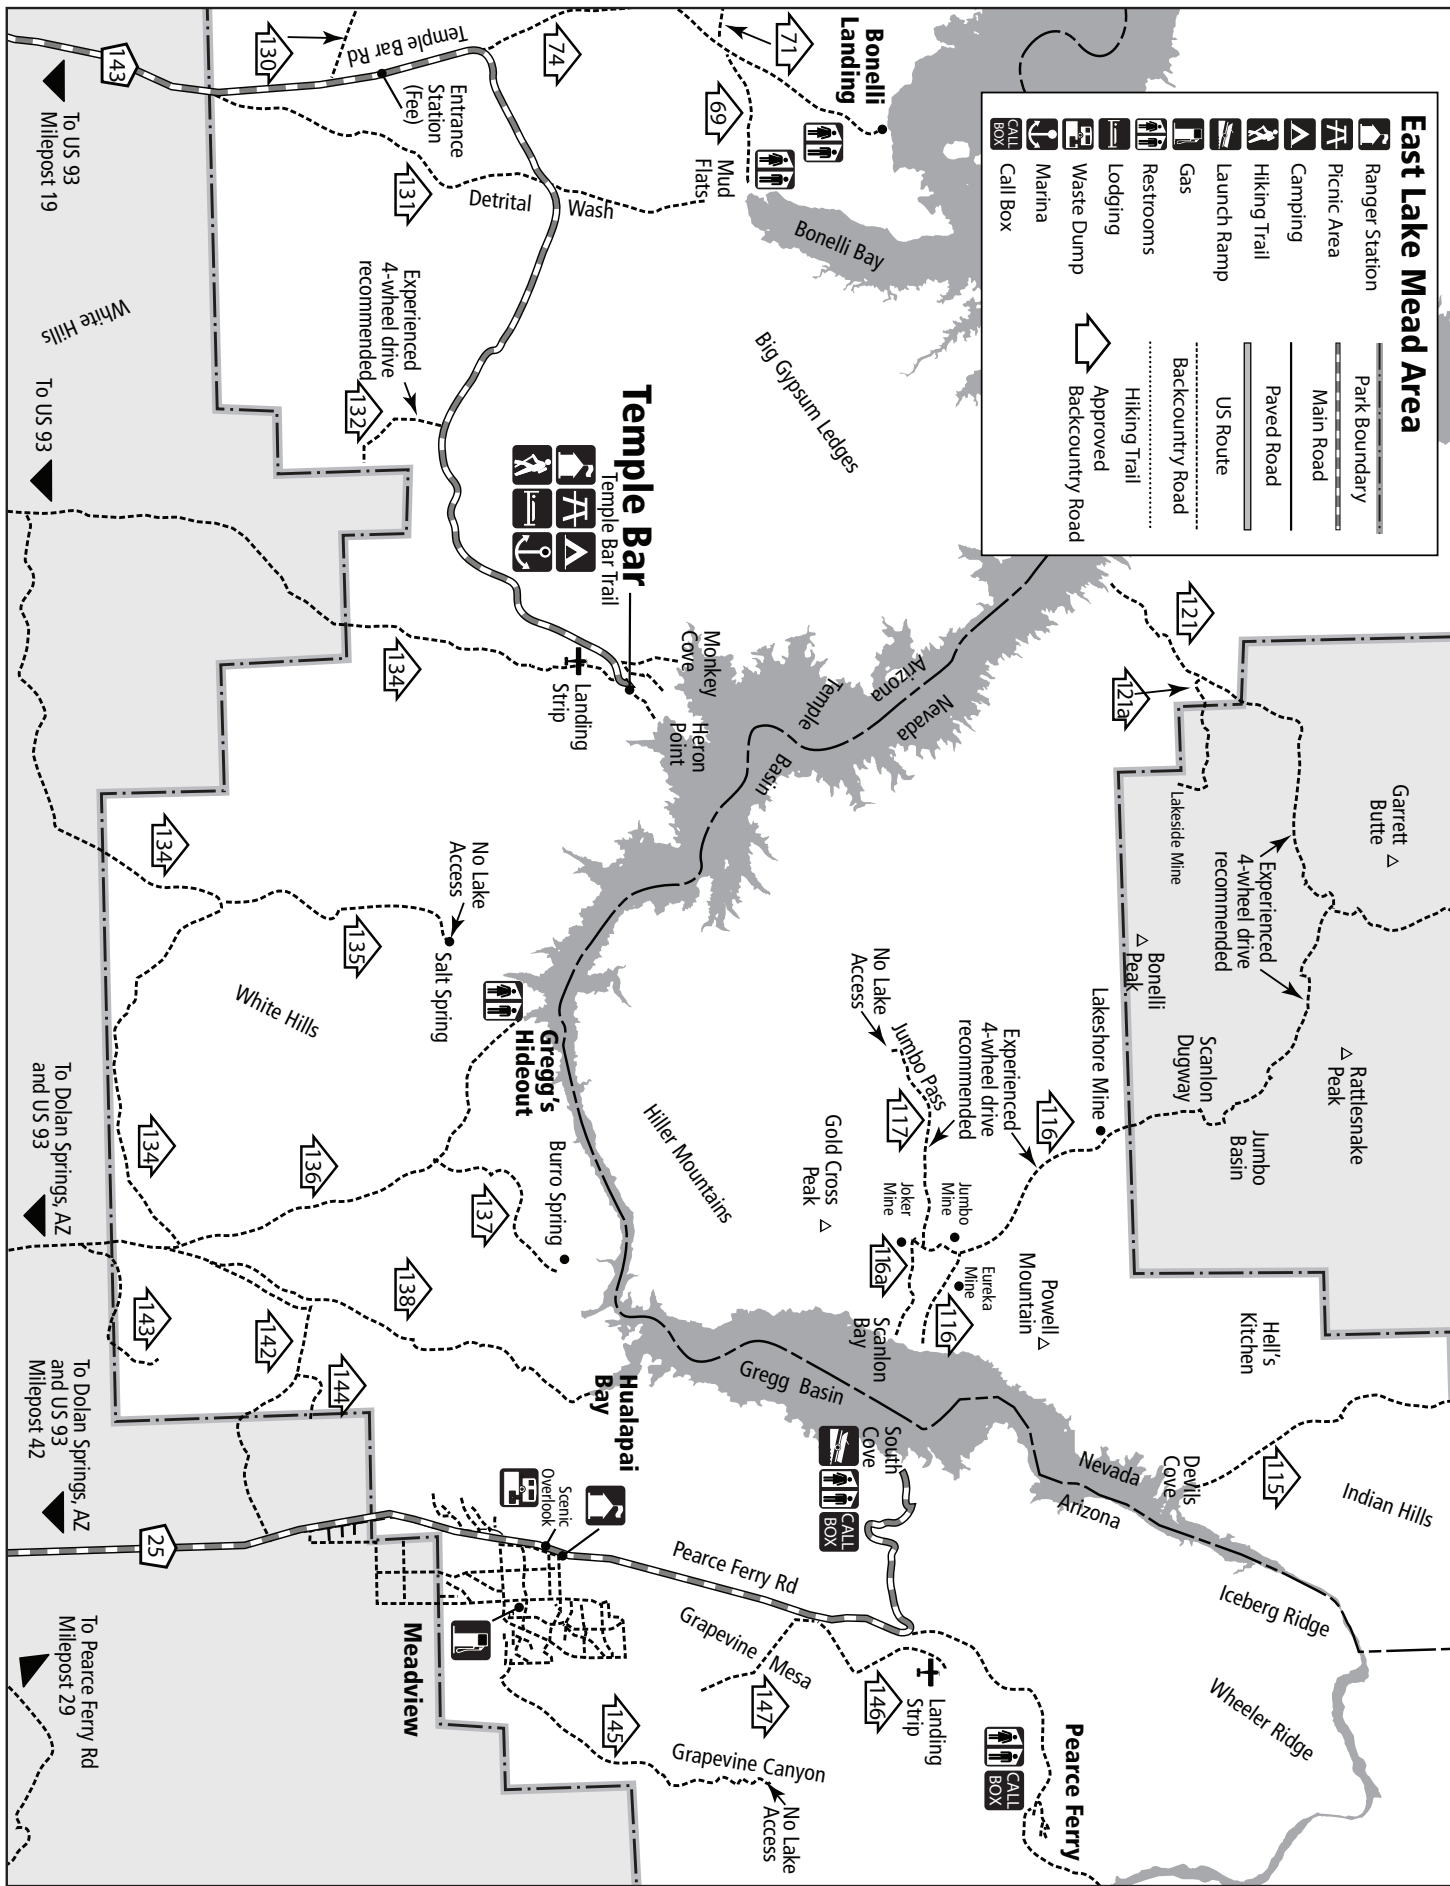 East Lake Mead Area
Ranger Station
Picnic Area
Camping
Hiking Trail
Launch Ramp
Gas
Restrooms
Lodging
Waste Dump
Marina
CALL
BOX
Call Box
Park Boundary
Main Road
Paved Road
US Route
Backcountry Road
Hiking Trail
Approved
Backcountry Road
Garrett
Butte
Rattlesnake
Peak
Experienced
4-wheel drive
recommended
121
121a
Lakeside Mine
Bonelli
Peak
Scanlon
Dugway
Jumbo
Basin
Hell's
Kitchen
Indian Hills
115
Devils
Cove
Iceberg Ridge
Wheeler Ridge
Lakeshore Mine
116
Experienced
4-wheel drive
recommended
Powell
Mountain
Jumbo
Mine
Joker
Mine
Eureka
Mine
116
116a
117
Jumbo Pass
No Lake
Access
Gold Cross
Peak
Scanlon
Bay
Nevada
Arizona
Pearce Ferry
CALL
BOX
Bonelli
Landing
71
69
74
Mud
Flats
Bonelli Bay
Big Gypsum Ledges
Arizona
Nevada
Temple
Basin
Hiller Mountains
Gregg Basin
South
Cove
CALL
BOX
Landing
Strip
146
147
Grapevine Mesa
Grapevine Canyon
No Lake
Access
145
Pearce Ferry Rd
Temple Bar
Temple Bar Trail
Monkey
Cove
Heron
Point
Landing
Strip
Gregg's
Hideout
Burro Spring
Hualapai
Bay
Scenic
Overlook
Meadview
130
Temple Bar Rd
Entrance
Station
(Fee)
131
Detrital Wash
Experienced
4-wheel drive
recommended
132
134
No Lake
Access
Salt Spring
135
134
White Hills
136
137
138
134
143
142
144
143
To US 93
Milepost 19
White Hills
To US 93
To Dolan Springs, AZ
and US 93
To Dolan Springs, AZ
and US 93
Milepost 42
25
To Pearce Ferry Rd
Milepost 29